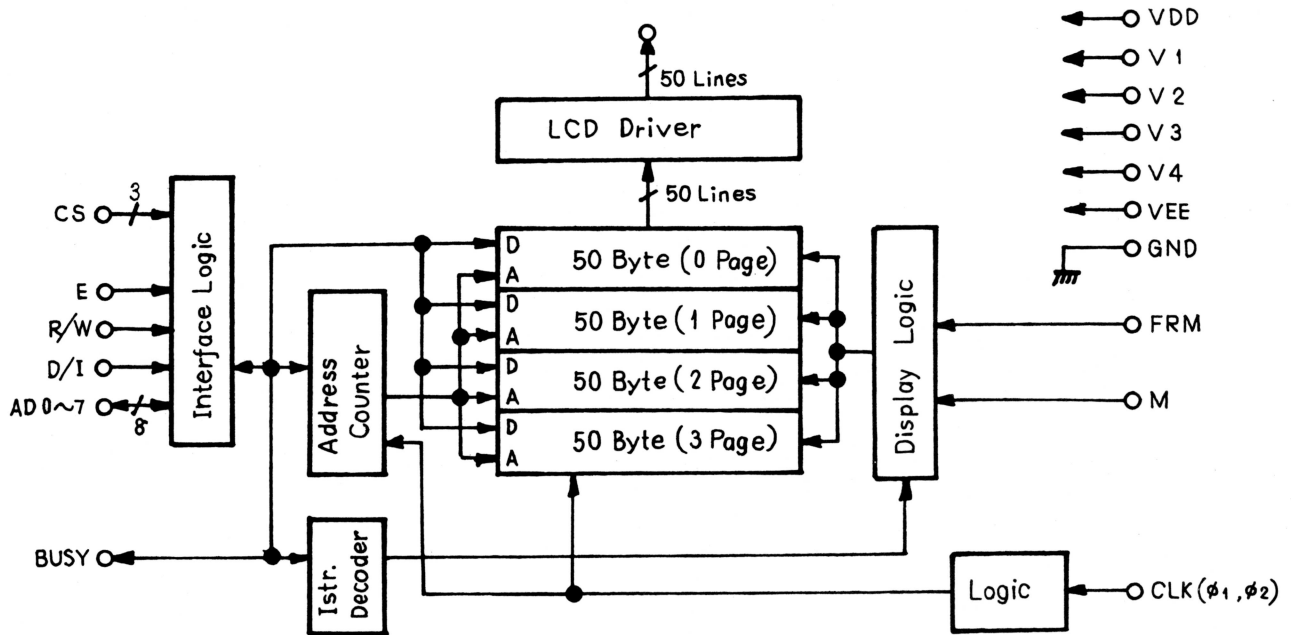 VDD
V1
V2
V3
V4
VEE
GND
FRM
M
CLK(ø1,ø2)
50 Lines
LCD Driver
50 Lines
CS
3
E
R/W
D/I
AD 0~7
8
BUSY
Interface Logic
Address
Counter
Istr.
Decoder
D
A
50 Byte (0 Page)
D
A
50 Byte (1 Page)
D
A
50 Byte (2 Page)
D
A
50 Byte (3 Page)
Display Logic
Logic